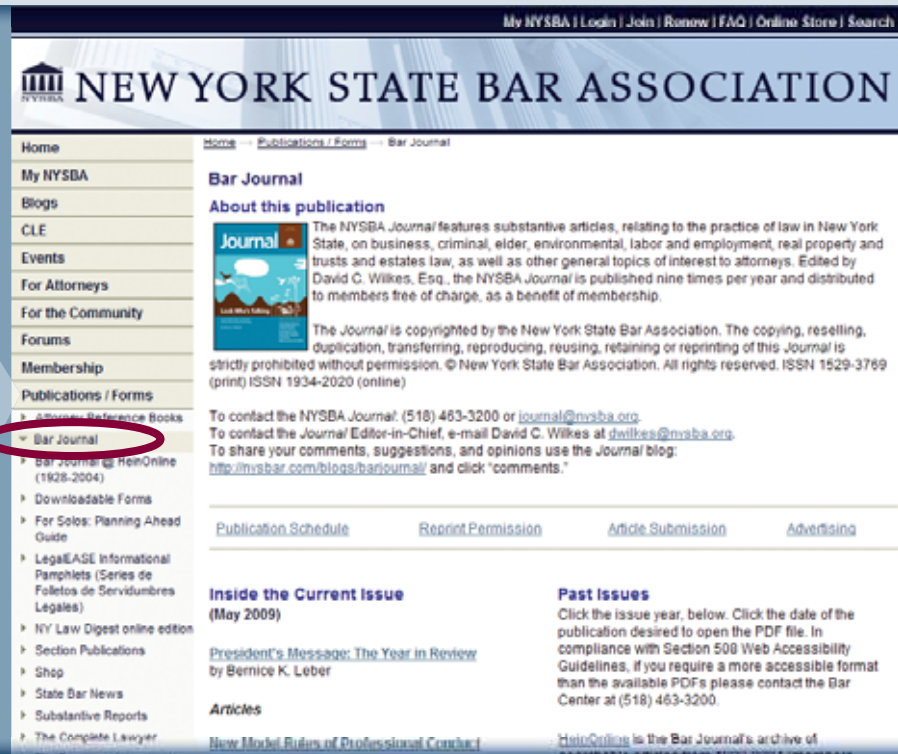 My NYSBA | Login | Join | Renew | FAQ | Online Store | Search
NYSBA
NEW YORK STATE BAR ASSOCIATION
Home
My NYSBA
Blogs
CLE
Events
For Attorneys
For the Community
Forums
Membership
Publications / Forms
Attorney Reference Books
Bar Journal
Bar Journal @ HeinOnline
(1928-2004)
Downloadable Forms
For Solos: Planning Ahead
Guide
LegalEASE Informational
Pamphlets (Series de
Folletos de Servidumbres
Legales)
NY Law Digest online edition
Section Publications
Shop
State Bar News
Substantive Reports
The Complete Lawyer
Home → Publications / Forms → Bar Journal
Bar Journal
About this publication
Journal
Look Who's Talking
The NYSBA Journal features substantive articles, relating to the practice of law in New York
State, on business, criminal, elder, environmental, labor and employment, real property and
trusts and estates law, as well as other general topics of interest to attorneys. Edited by
David C. Wilkes, Esq., the NYSBA Journal is published nine times per year and distributed
to members free of charge, as a benefit of membership.
The Journal is copyrighted by the New York State Bar Association. The copying, reselling,
duplication, transferring, reproducing, reusing, retaining or reprinting of this Journal is
strictly prohibited without permission. © New York State Bar Association. All rights reserved. ISSN 1529-3769
(print) ISSN 1934-2020 (online)
To contact the NYSBA Journal: (518) 463-3200 or journal@nysba.org.
To contact the Journal Editor-in-Chief, e-mail David C. Wilkes at dwilkes@nysba.org.
To share your comments, suggestions, and opinions use the Journal blog:
http://nysbar.com/blogs/barjournal/ and click "comments."
Publication Schedule Reprint Permission Article Submission Advertising
Inside the Current Issue
(May 2009)
President's Message: The Year in Review
by Bernice K. Leber
Articles
New Model Rules of Professional Conduct
Past Issues
Click the issue year, below. Click the date of the
publication desired to open the PDF file. In
compliance with Section 508 Web Accessibility
Guidelines, if you require a more accessible format
than the available PDFs please contact the Bar
Center at (518) 463-3200.
HeinOnline is the Bar Journal's archive of